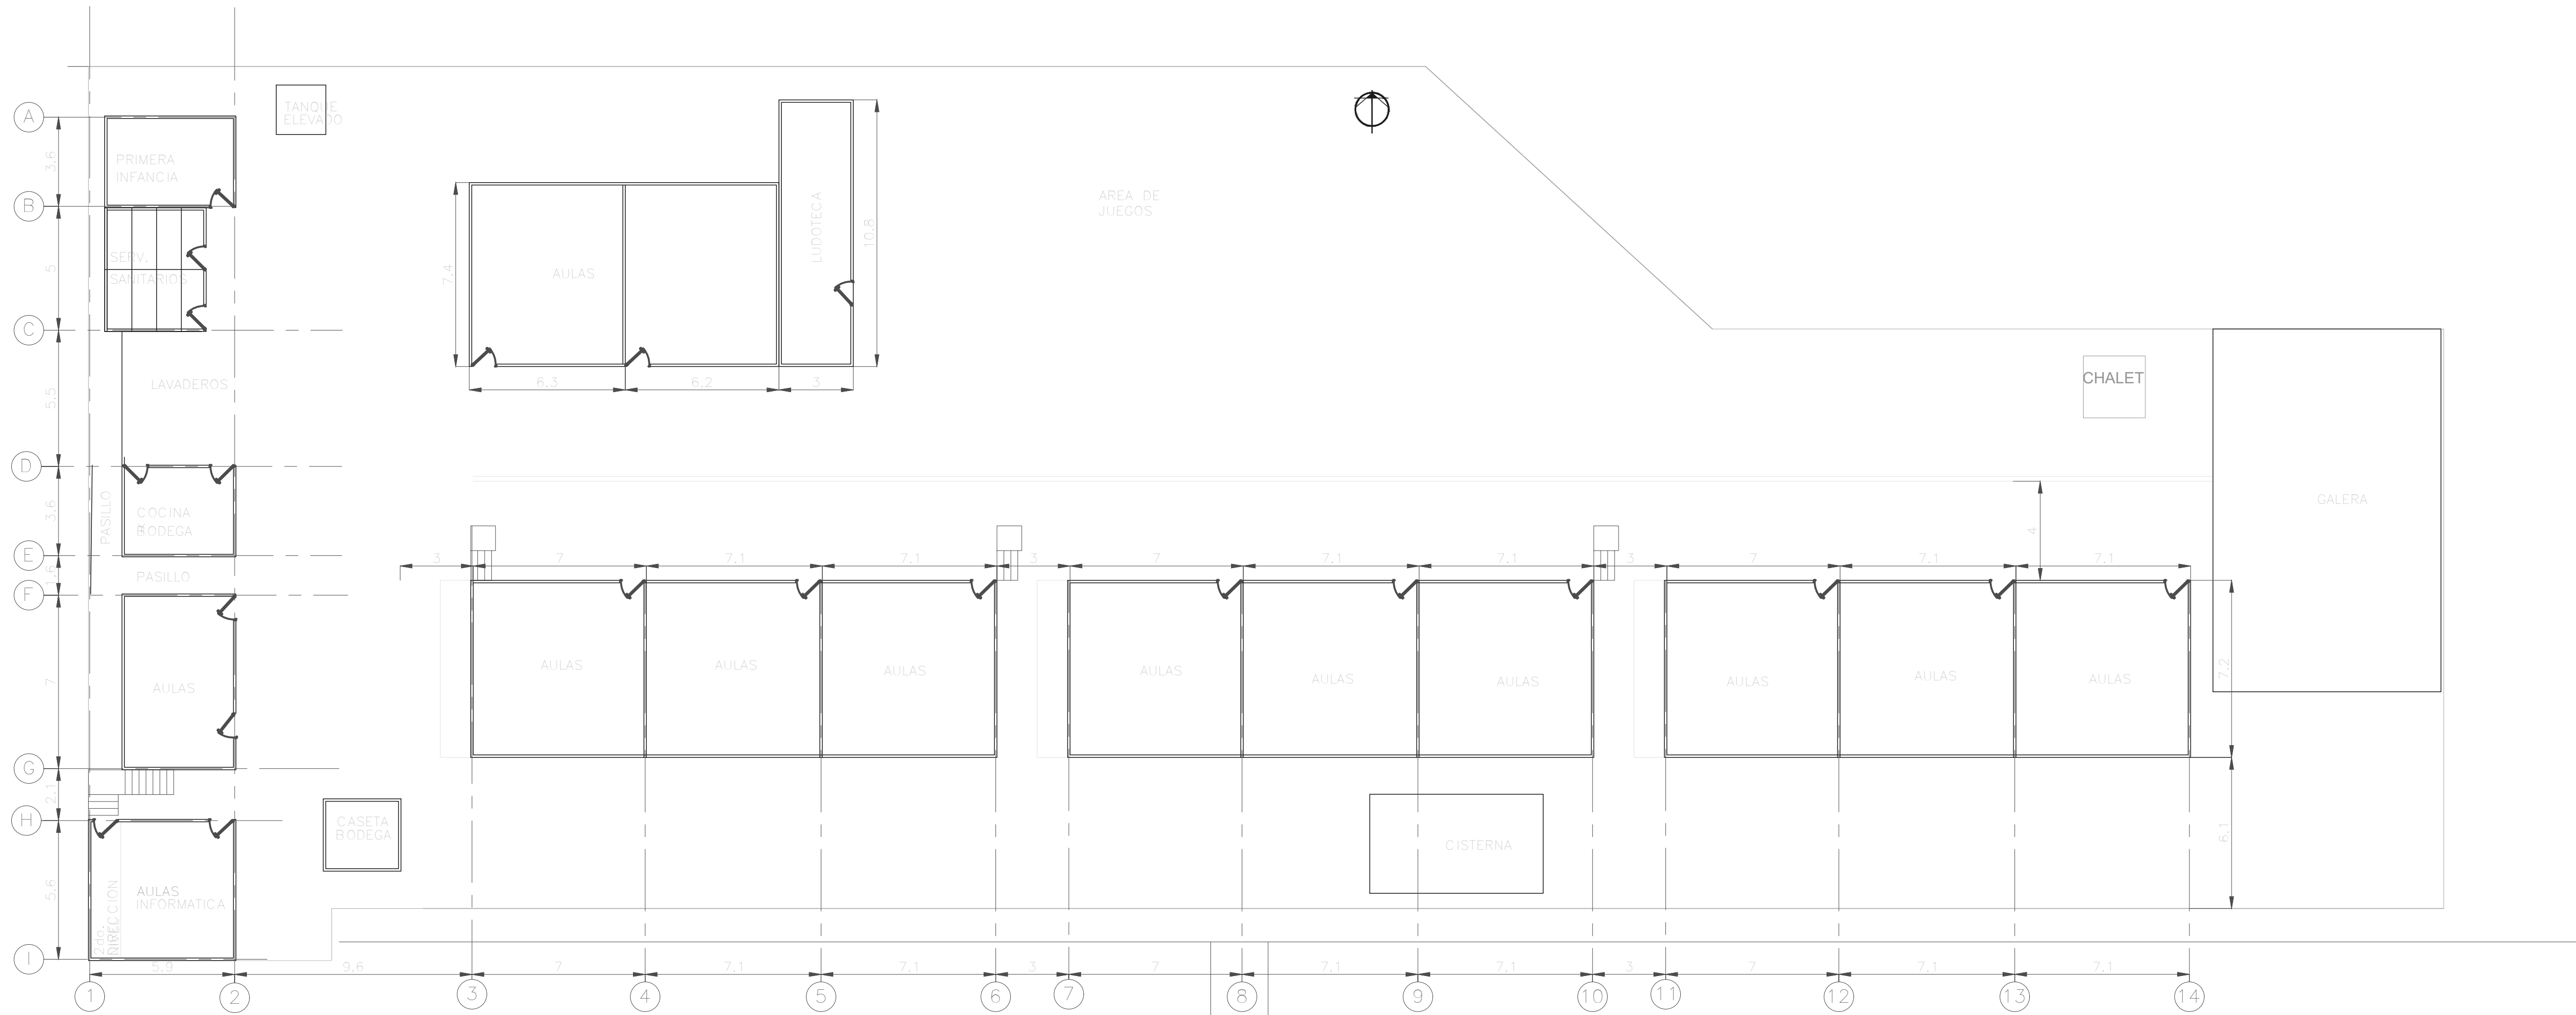 A
B
C
D
E
F
G
H
I
3,6
5
5,5
3,6
1,6
7
2,1
5,6
TANQUE
ELEVADO
PRIMERA
INFANCIA
SERV.
SANITARIOS
LAVADEROS
PASILLO
COCINA
Y
BODEGA
PASILLO
AULAS
AULAS
INFORMATICA
2do.
DIRECCION
CASETA
BODEGA
7,4
AULAS
LUDOTECA
10,8
6,3
6,2
3
AREA DE
JUEGOS
CHALET
GALERA
4
3
7
7,1
7,1
3
7
7,1
7,1
3
7
7,1
7,1
AULAS
AULAS
AULAS
AULAS
AULAS
AULAS
AULAS
AULAS
AULAS
7,2
CISTERNA
6,1
5,9
9,6
7
7,1
7,1
3
7
7,1
7,1
3
7
7,1
7,1
1
2
3
4
5
6
7
8
9
10
11
12
13
14